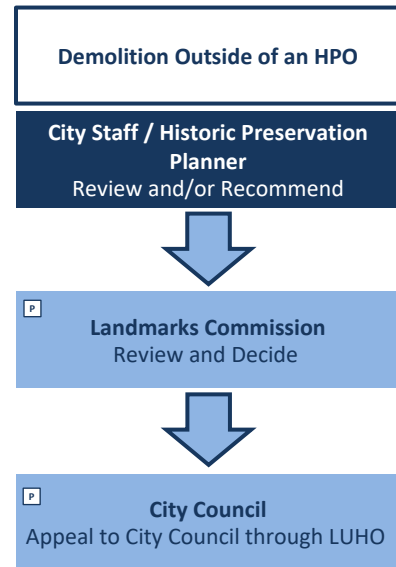 Demolition Outside of an HPO
City Staff / Historic Preservation
Planner
Review and/or Recommend
P
Landmarks Commission
Review and Decide
P
City Council
Appeal to City Council through LUHO